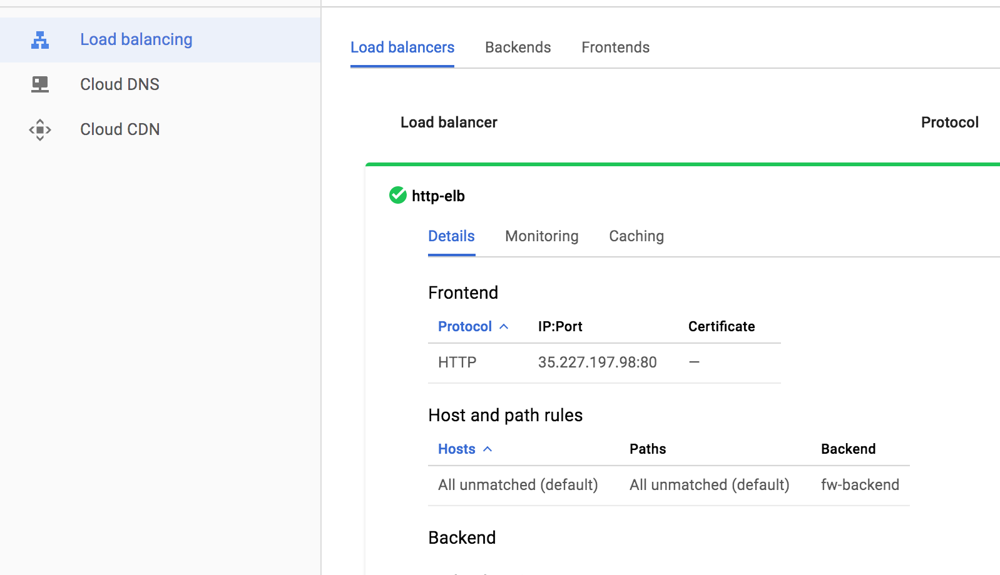 Load balancing
Cloud DNS
Cloud CDN
Load balancers Backends Frontends
Load balancer Protocol
http-elb
Details Monitoring Caching
Frontend
Protocol IP:Port Certificate
HTTP 35.227.197.98:80 —
Host and path rules
Hosts Paths Backend
All unmatched (default) All unmatched (default) fw-backend
Backend